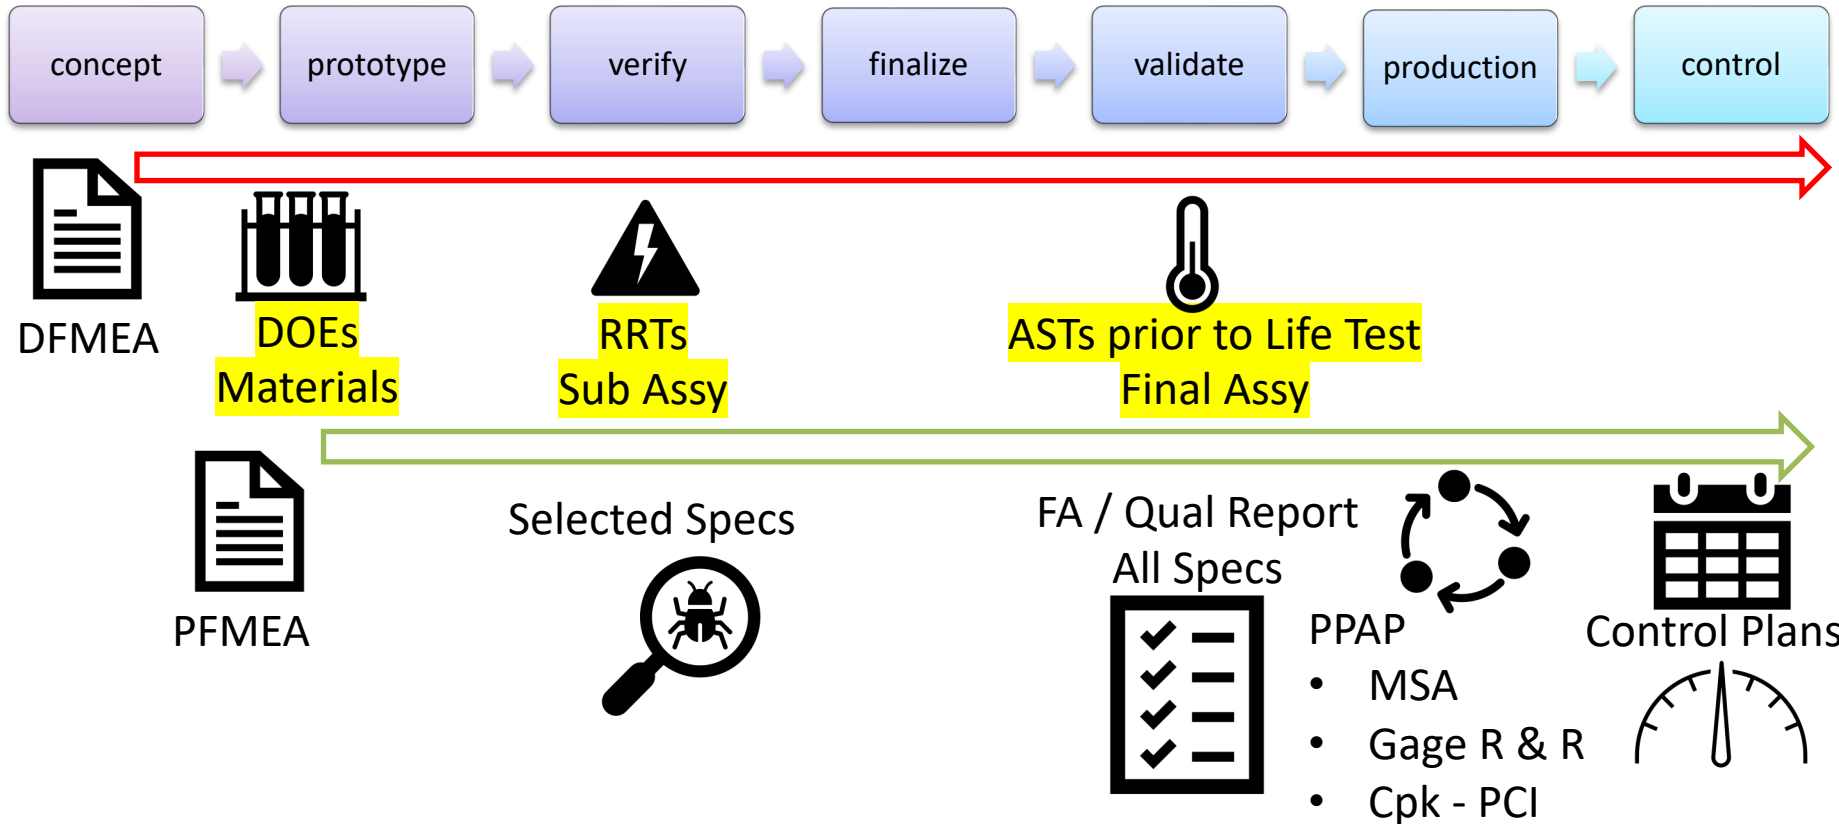 concept
prototype
verify
finalize
validate
production
control
DFMEA
DOEs
Materials
RRTs
Sub Assy
ASTs prior to Life Test
Final Assy
PFMEA
Selected Specs
FA / Qual Report
All Specs
PPAP
• MSA
• Gage R & R
• Cpk - PCI
Control Plans